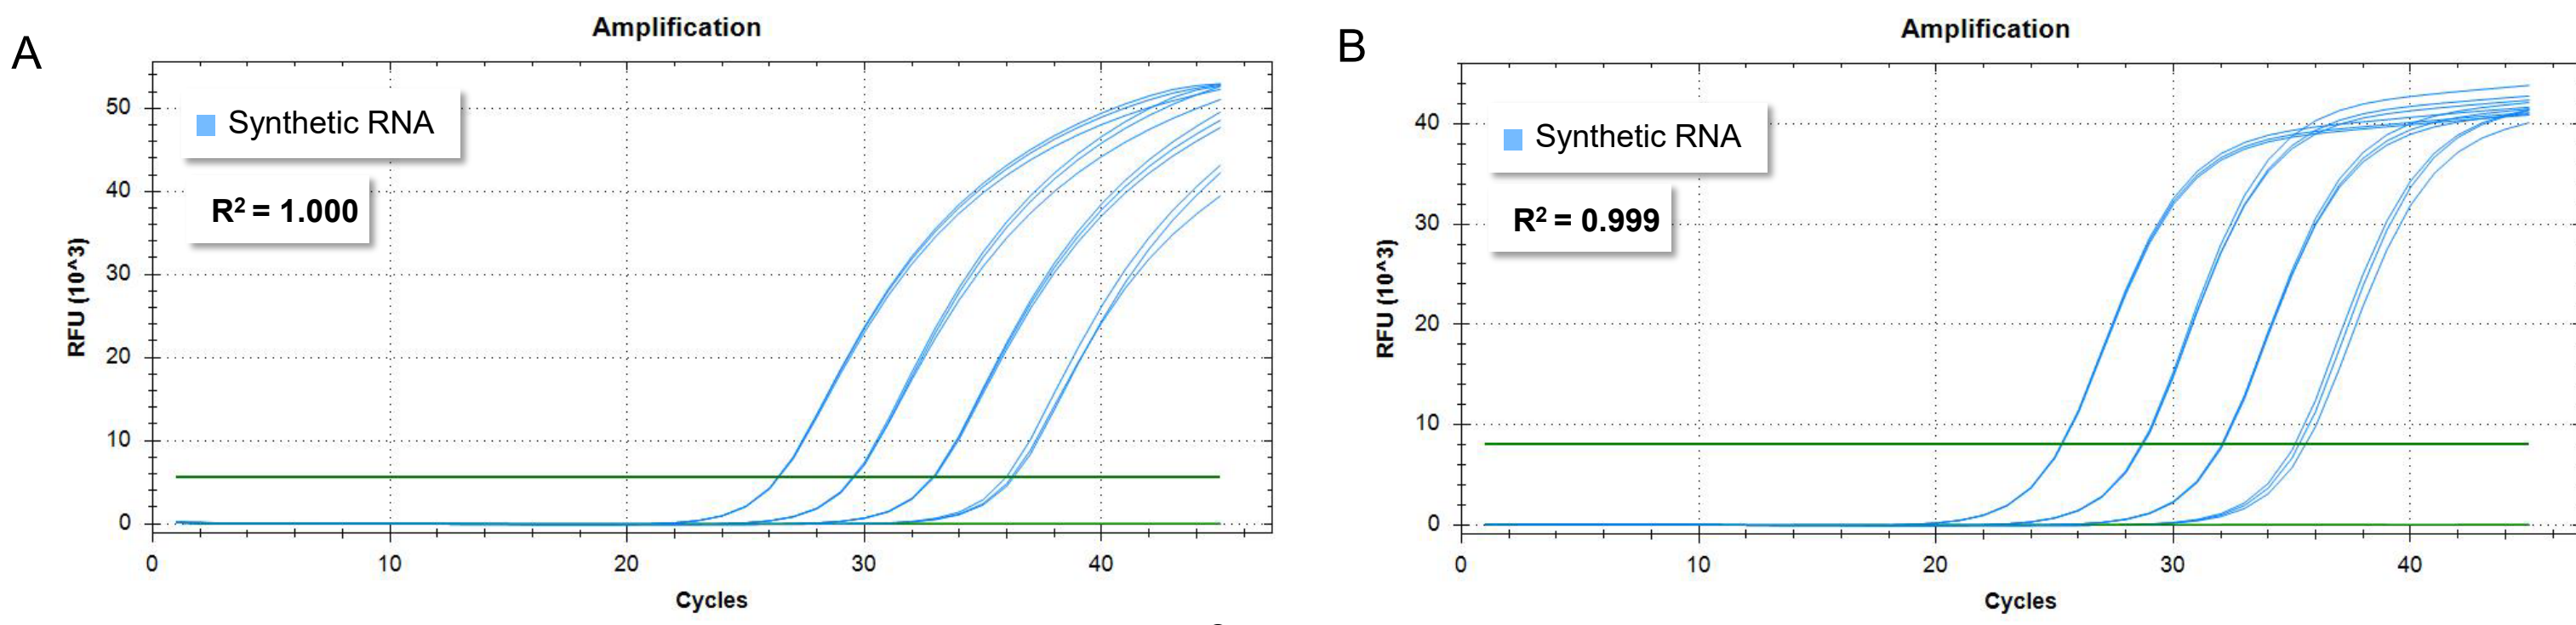 A
Amplification
Synthetic RNA
R² = 1.000
RFU (10^3)
50
40
30
20
10
0
0 10 20 30 40
Cycles
B
Amplification
Synthetic RNA
R² = 0.999
RFU (10^3)
40
30
20
10
0
0 10 20 30 40
Cycles